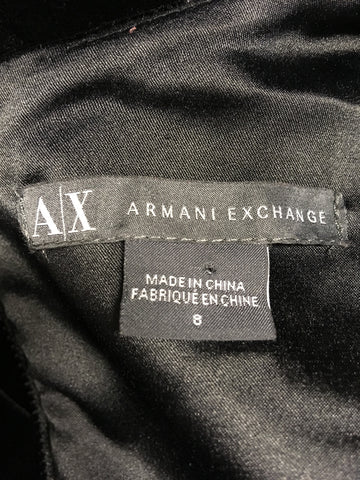 A|X ARMANI EXCHANGE
MADE IN CHINA
FABRIQUÉ EN CHINE
8